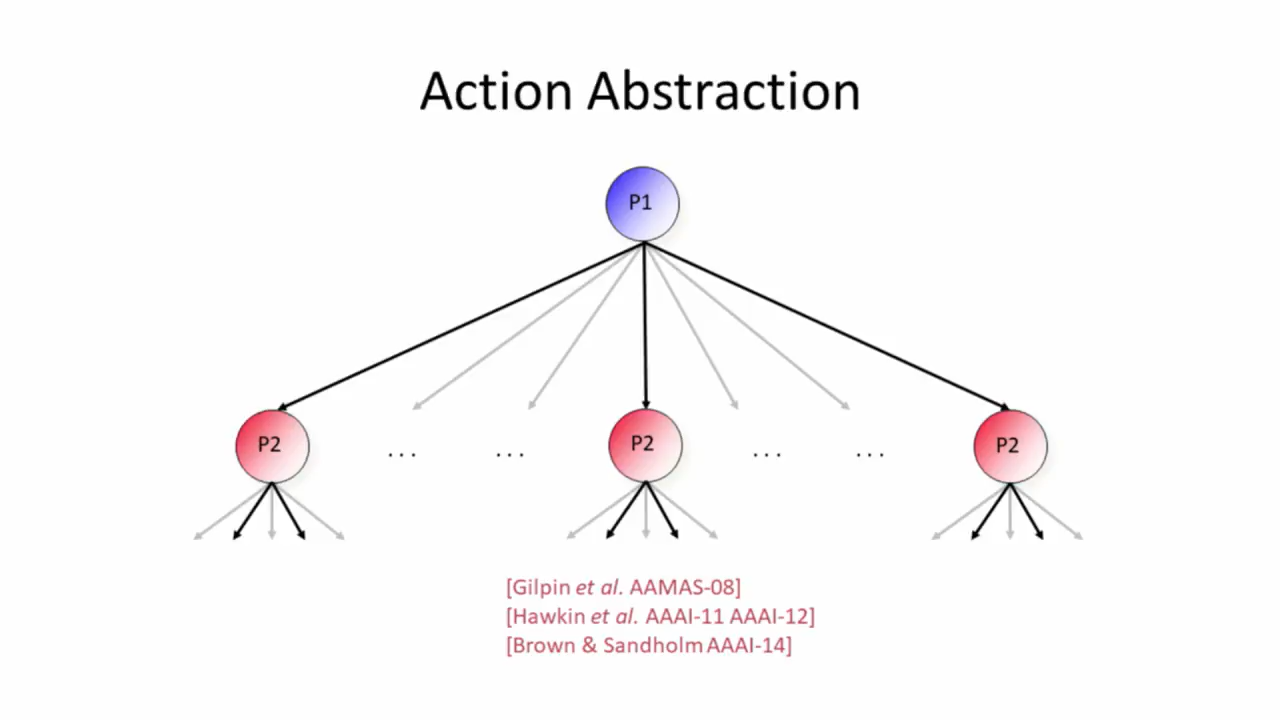 Action Abstraction
P1
P2 ... ... P2 ... ... P2
[Gilpin et al. AAMAS-08]
[Hawkin et al. AAAI-11 AAAI-12]
[Brown & Sandholm AAAI-14]